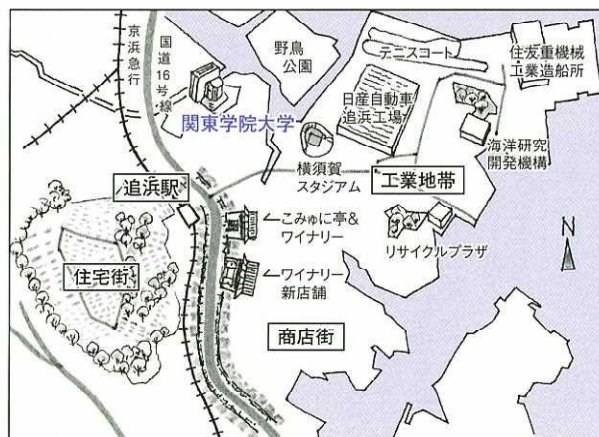 京浜急行
国道16号線
関東学院大学
野鳥
公園
テニスコート
住友重機械
工業造船所
日産自動車
追浜工場
海洋研究
開発機構
横須賀
スタジアム
工業地帯
追浜駅
こみゅに亭&
ワイナリー
リサイクルプラザ
N
住宅街
ワイナリー
新店舗
商店街